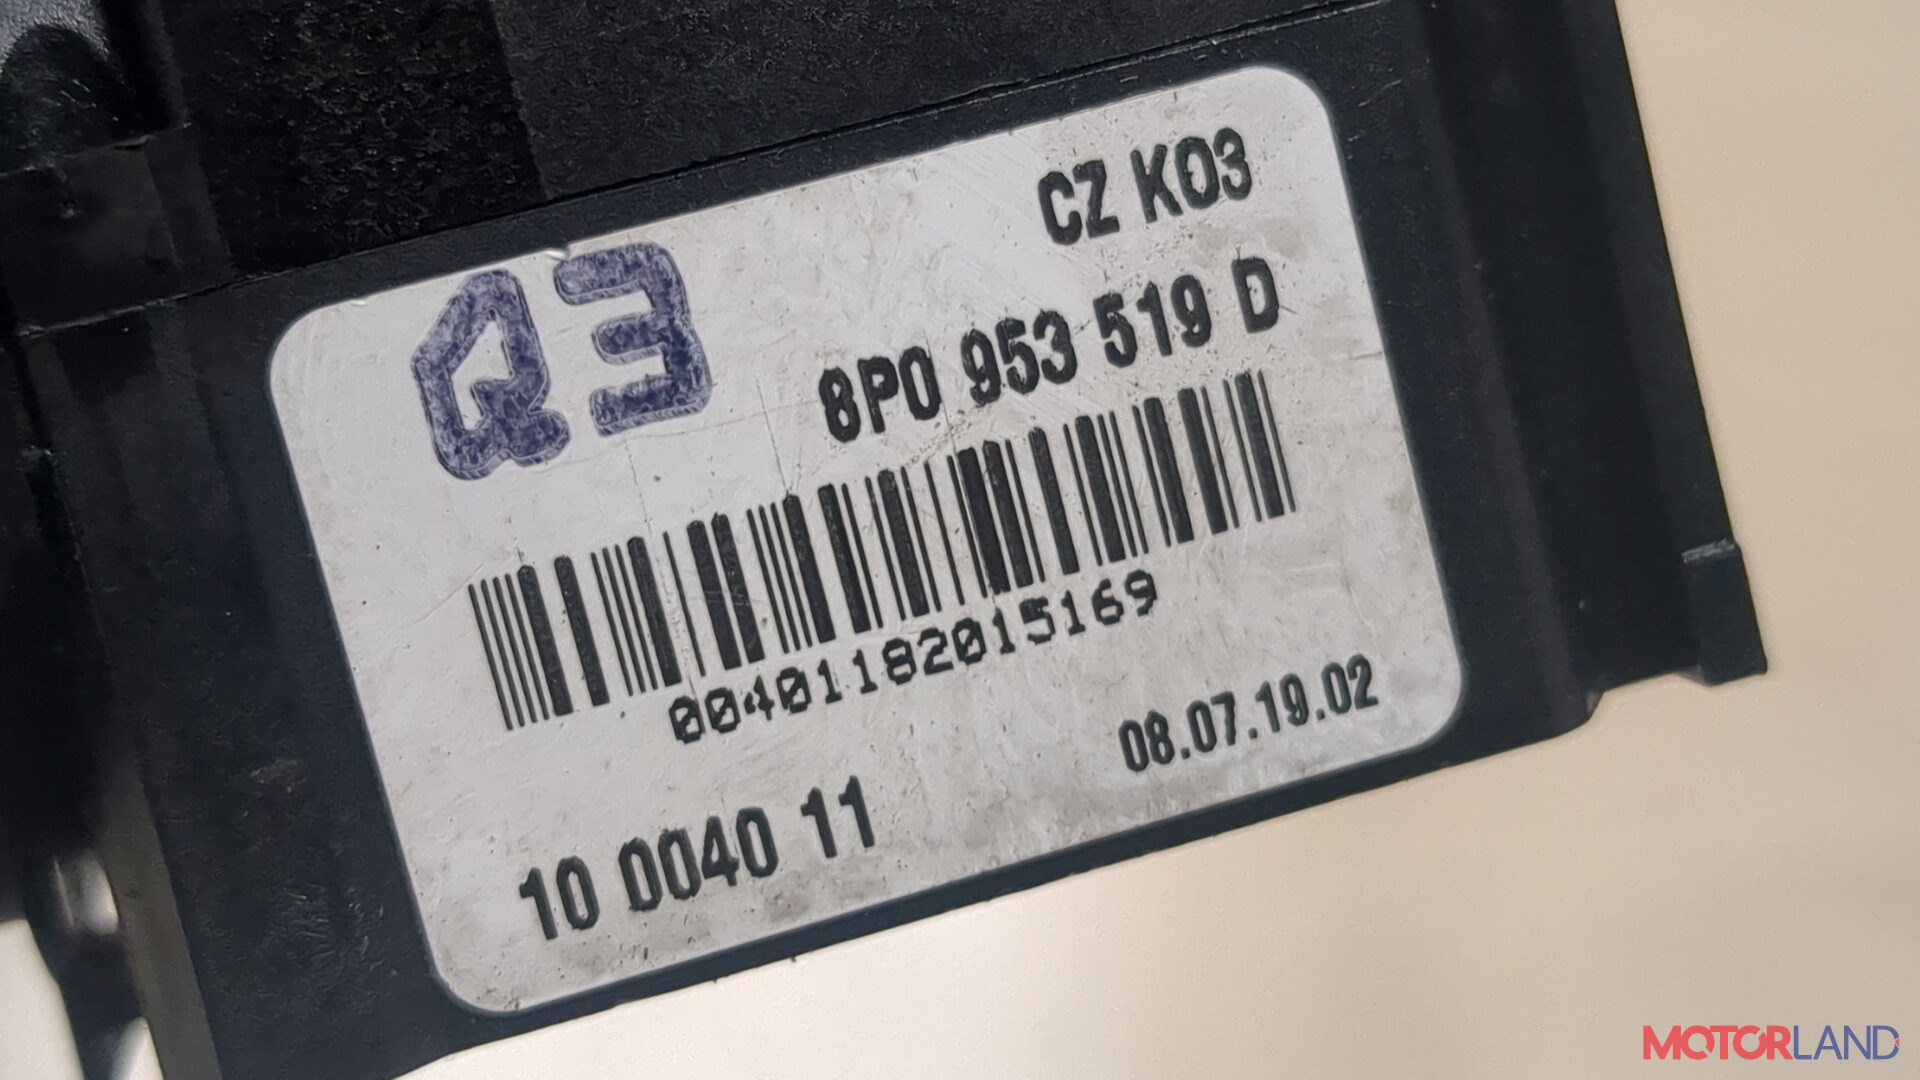 CZ K03
Q3
8P0 953 519 D
00401182015169
08.07.19.02
10 0040 11
MOTORLAND